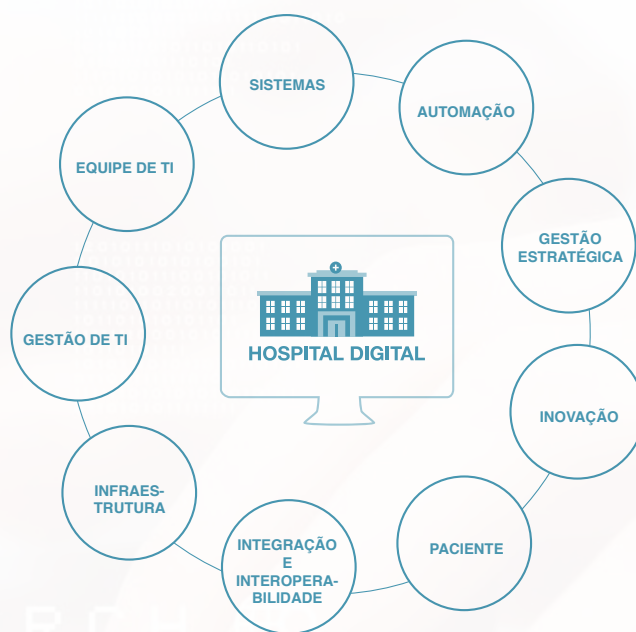 SISTEMAS
AUTOMAÇÃO
EQUIPE DE TI
GESTÃO
ESTRATÉGICA
GESTÃO DE TI
HOSPITAL DIGITAL
INOVAÇÃO
INFRAES-
TRUTURA
INTEGRAÇÃO
E
INTEROPERA-
BILIDADE
PACIENTE